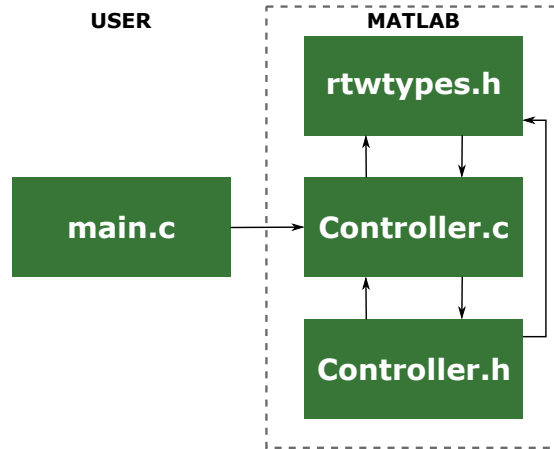 USER
MATLAB
rtwtypes.h
main.c
Controller.c
Controller.h